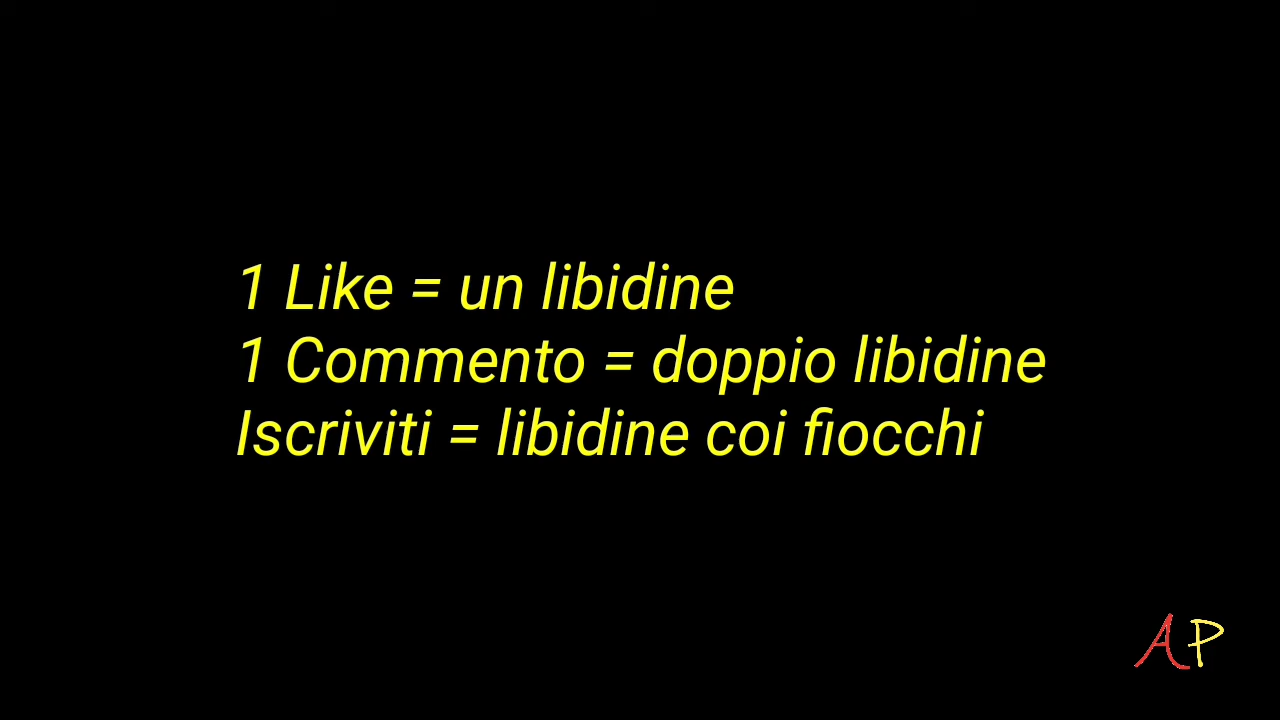 1 Like = un libidine
1 Commento = doppio libidine
Iscriviti = libidine coi fiocchi
AP